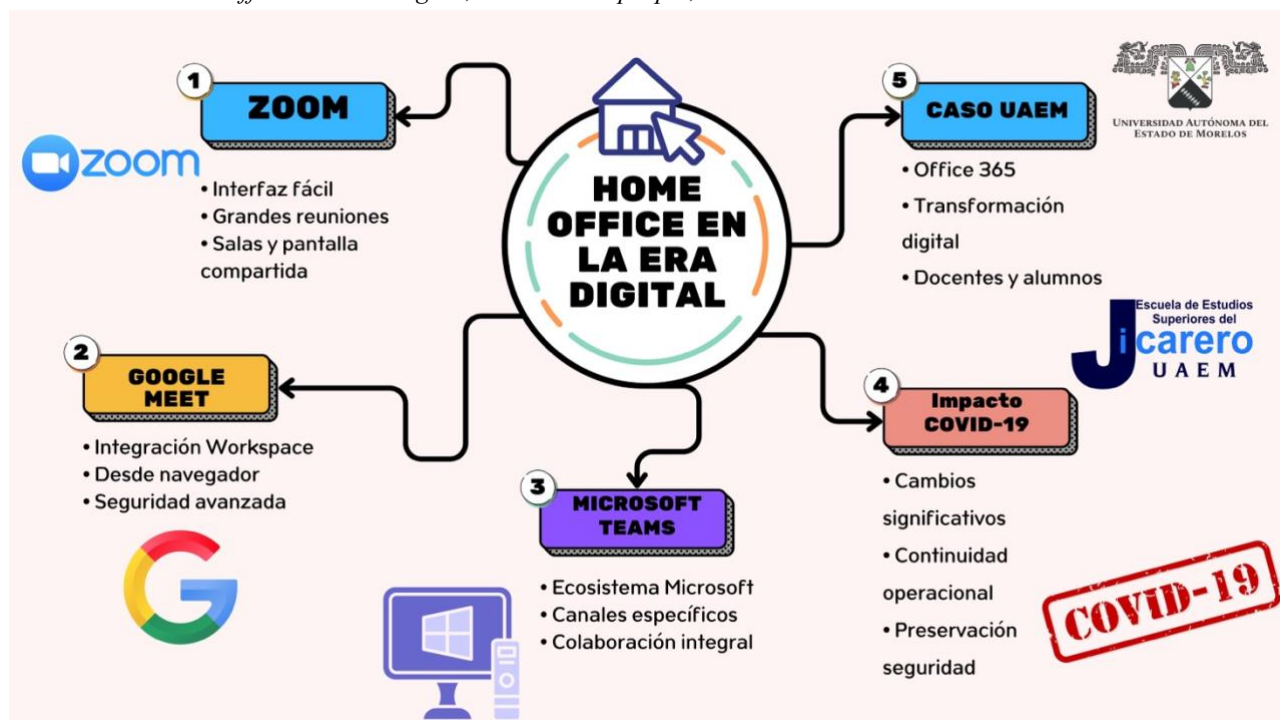 HOME
OFFICE EN
LA ERA
DIGITAL
1
ZOOM
zoom
• Interfaz fácil
• Grandes reuniones
• Salas y pantalla
compartida
2
GOOGLE
MEET
• Integración Workspace
• Desde navegador
• Seguridad avanzada
G
3
MICROSOFT
TEAMS
• Ecosistema Microsoft
• Canales específicos
• Colaboración integral
4
Impacto
COVID-19
• Cambios
significativos
• Continuidad
operacional
• Preservación
seguridad
COVID-19
5
CASO UAEM
• Office 365
• Transformación
digital
• Docentes y alumnos
UNIVERSIDAD AUTÓNOMA DEL
ESTADO DE MORELOS
Escuela de Estudios
Superiores del
Jicarero
UAEM